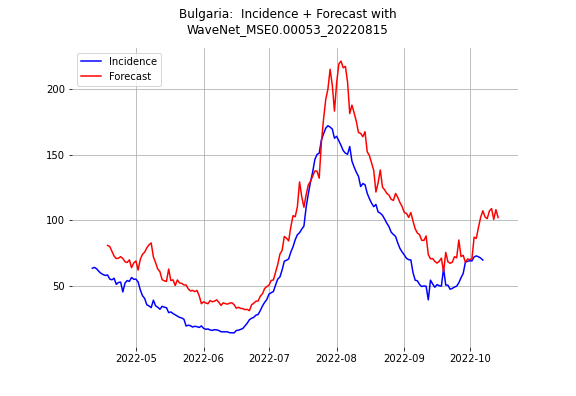 Bulgaria:  Incidence + Forecast with
WaveNet_MSE0.00053_20220815
Incidence
Forecast
200
150
100
50
2022-05 2022-06 2022-07 2022-08 2022-09 2022-10